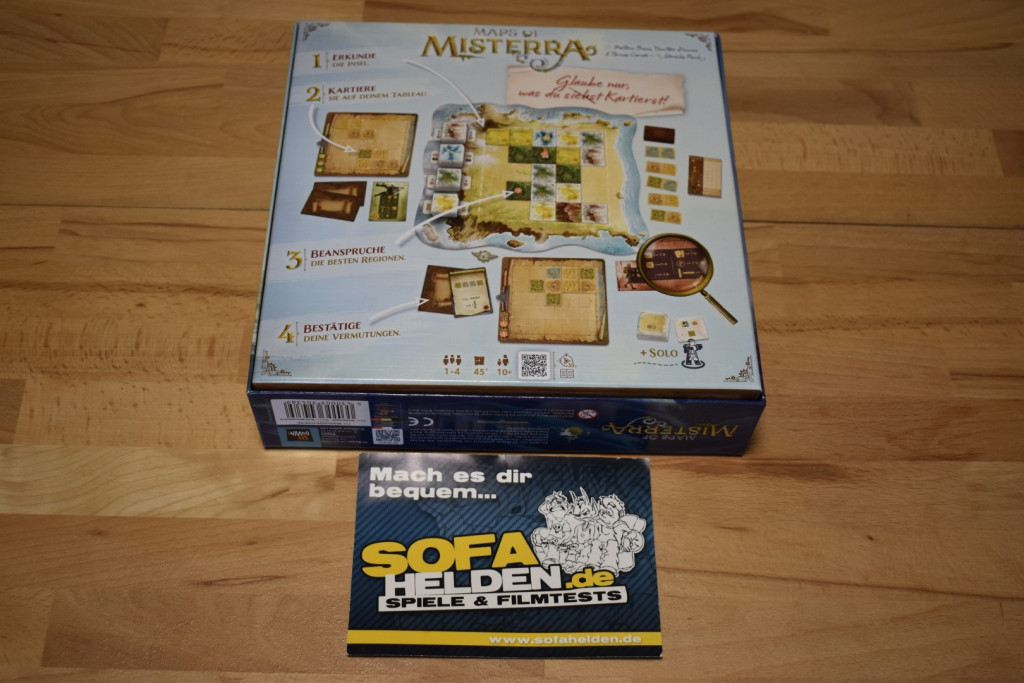 MAPS OF
MISTERRA
1 ERKUNDE
DIE INSEL
2 KARTIERE
SIE AUF DEINEM TABLEAU
Glaube nur,
was du siehst Kartierst!
3 BEANSPRUCHE
DIE BESTEN REGIONEN.
4 BESTÄTIGE
DEINE VERMUTUNGEN.
+ SOLO
1-4 45' 10+
CE
MAPS OF
MISTERRA
Mach es dir
bequem...
SOFA
HELDEN.de
SPIELE & FILMTESTS
www.sofahelden.de